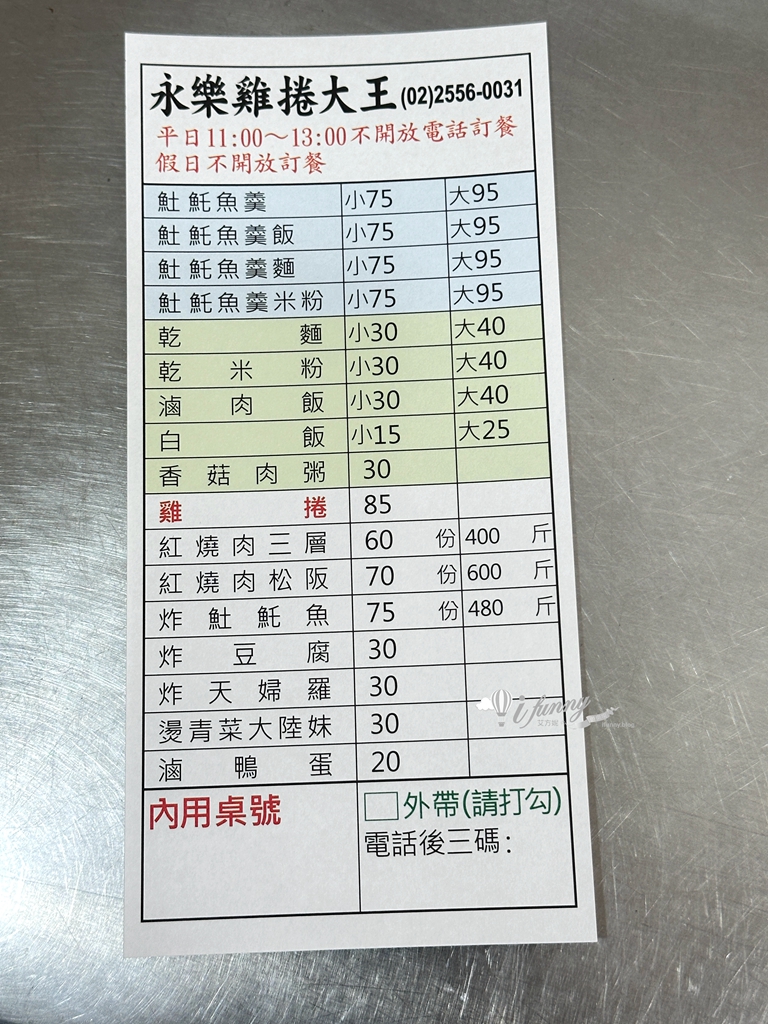 永樂雞捲大王(02)2556-0031
平日11:00～13:00不開放電話訂餐
假日不開放訂餐
魠魠魚羹 小75 大95
魠魠魚羹飯 小75 大95
魠魠魚羹麵 小75 大95
魠魠魚羹米粉 小75 大95
乾麵 小30 大40
乾米粉 小30 大40
滷肉飯 小30 大40
白飯 小15 大25
香菇肉粥 30
雞捲 85
紅燒肉三層 60 份 400 斤
紅燒肉松阪 70 份 600 斤
炸魠魠魚 75 份 480 斤
炸豆腐 30
炸天婦羅 30
燙青菜大陸妹 30
滷鴨蛋 20
ifunny
艾方妮
內用桌號
□外帶(請打勾)
電話後三碼：